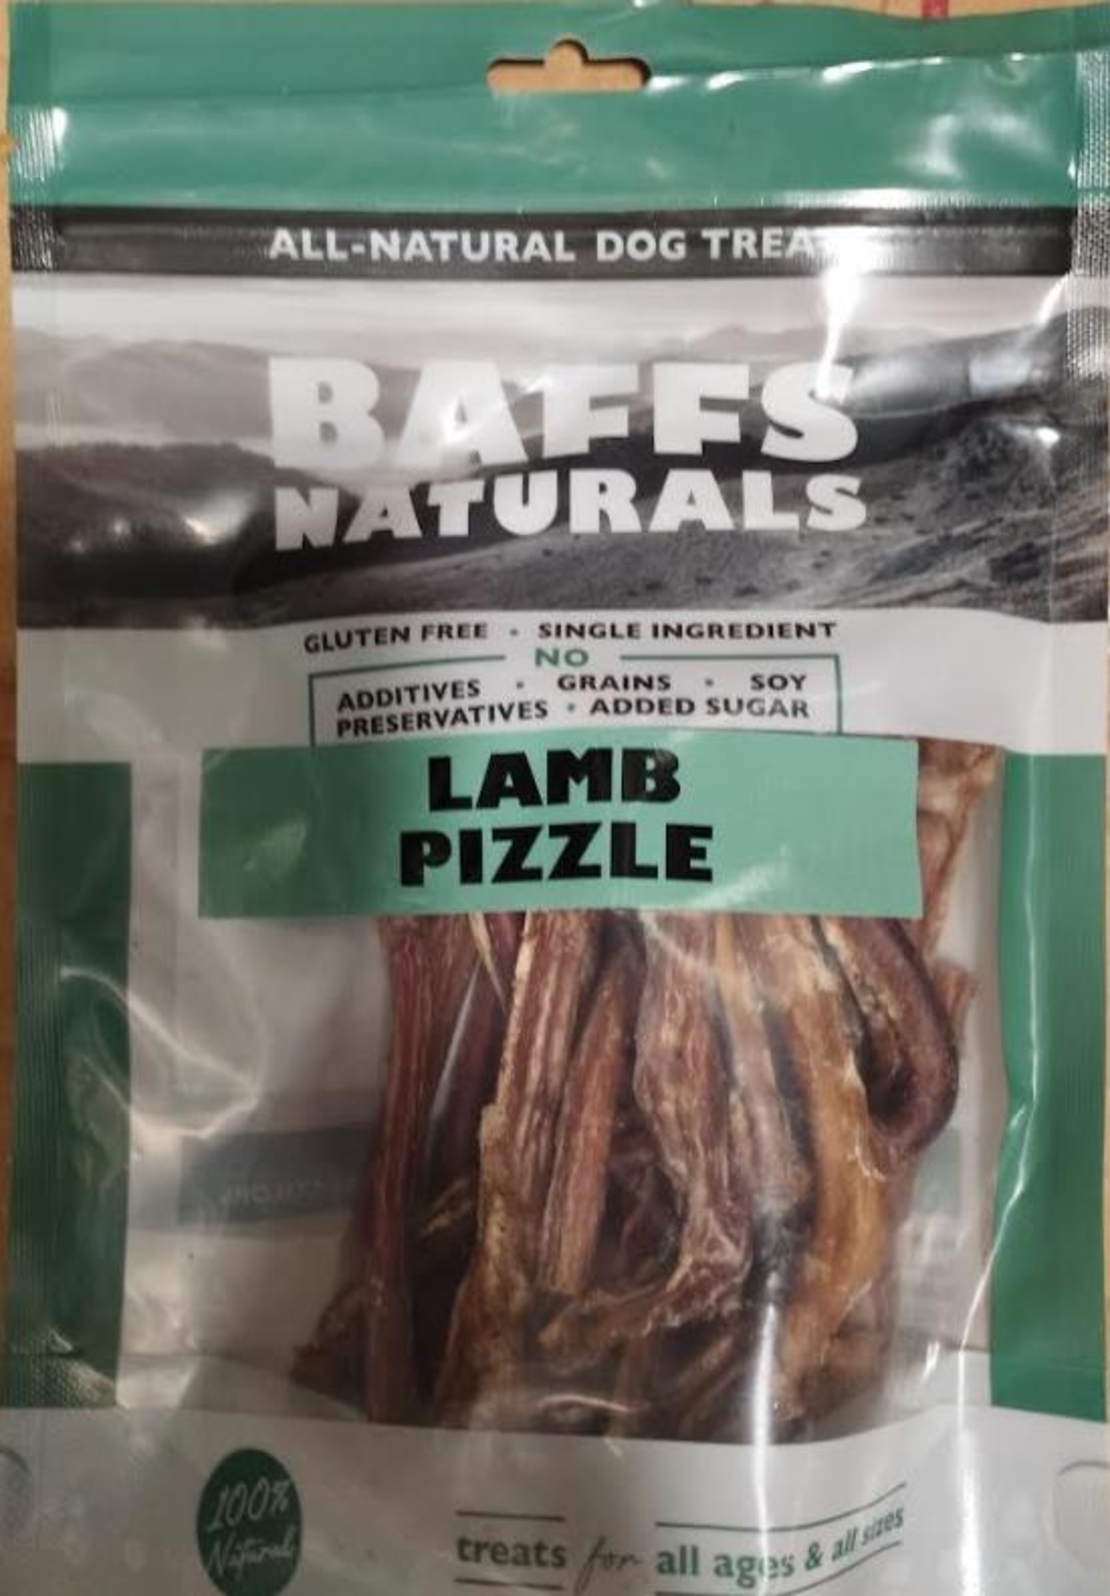 ALL-NATURAL DOG TREA
BAFFS
NATURALS
GLUTEN FREE • SINGLE INGREDIENT
NO
ADDITIVES • GRAINS • SOY
PRESERVATIVES • ADDED SUGAR
LAMB
PIZZLE
100%
Natural
treats for all ages & all sizes